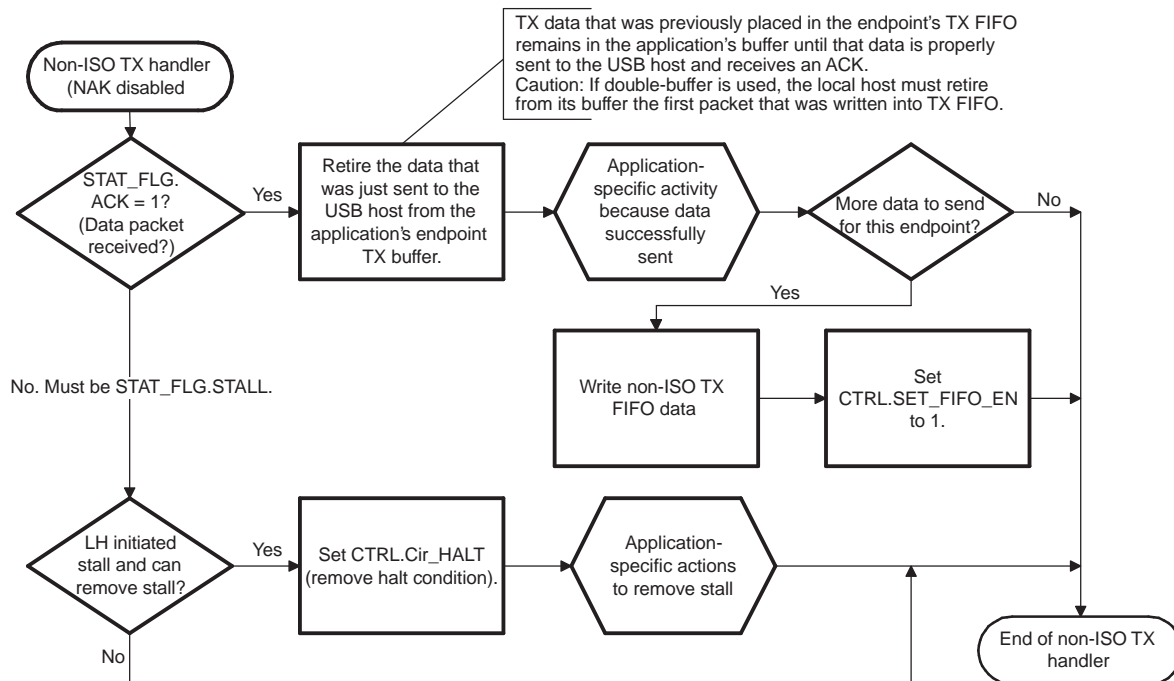 TX data that was previously placed in the endpoint's TX FIFO
remains in the application's buffer until that data is properly
sent to the USB host and receives an ACK.
Caution: If double-buffer is used, the local host must retire
from its buffer the first packet that was written into TX FIFO.
Non-ISO TX handler
(NAK disabled
STAT_FLG.
ACK = 1?
(Data packet
received?)
Yes
Retire the data that
was just sent to the
USB host from the
application's endpoint
TX buffer.
Application-
specific activity
because data
successfully
sent
More data to send
for this endpoint?
No
Yes
No. Must be STAT_FLG.STALL.
Write non-ISO TX
FIFO data
Set
CTRL.SET_FIFO_EN
to 1.
LH initiated
stall and can
remove stall?
Yes
Set CTRL.Cir_HALT
(remove halt condition).
Application-
specific actions
to remove stall
No
End of non-ISO TX
handler